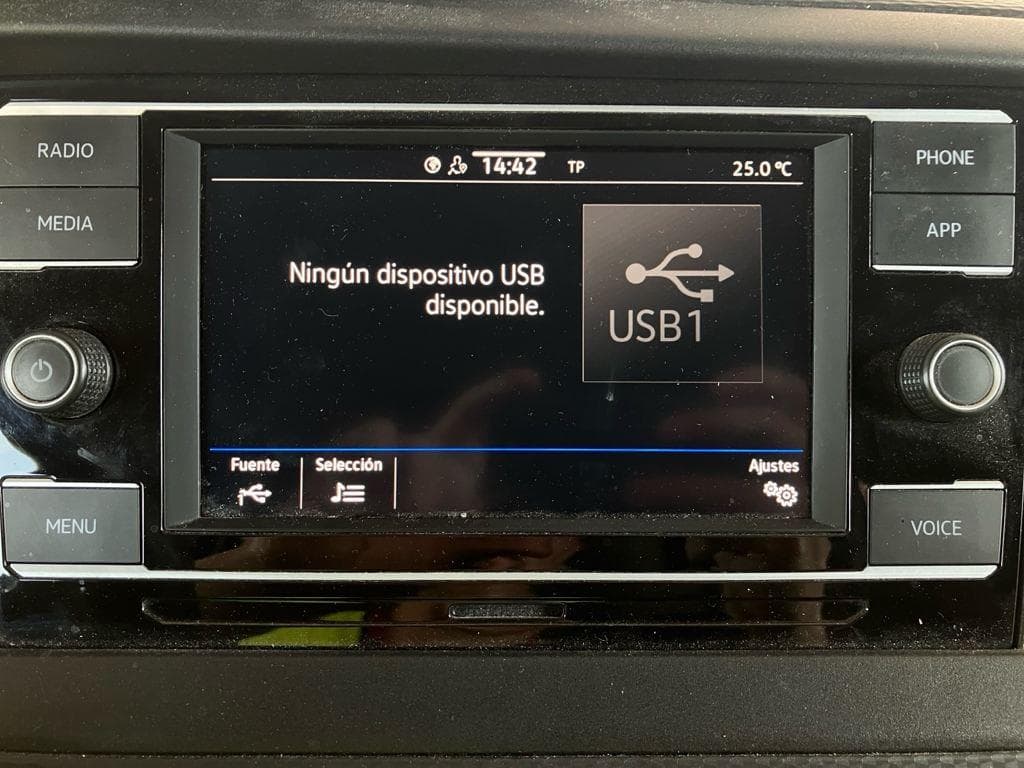 RADIO
MEDIA
MENU
14:42 TP 25.0 °C
Ningún dispositivo USB
disponible.
USB1
Fuente Selección Ajustes
PHONE
APP
VOICE